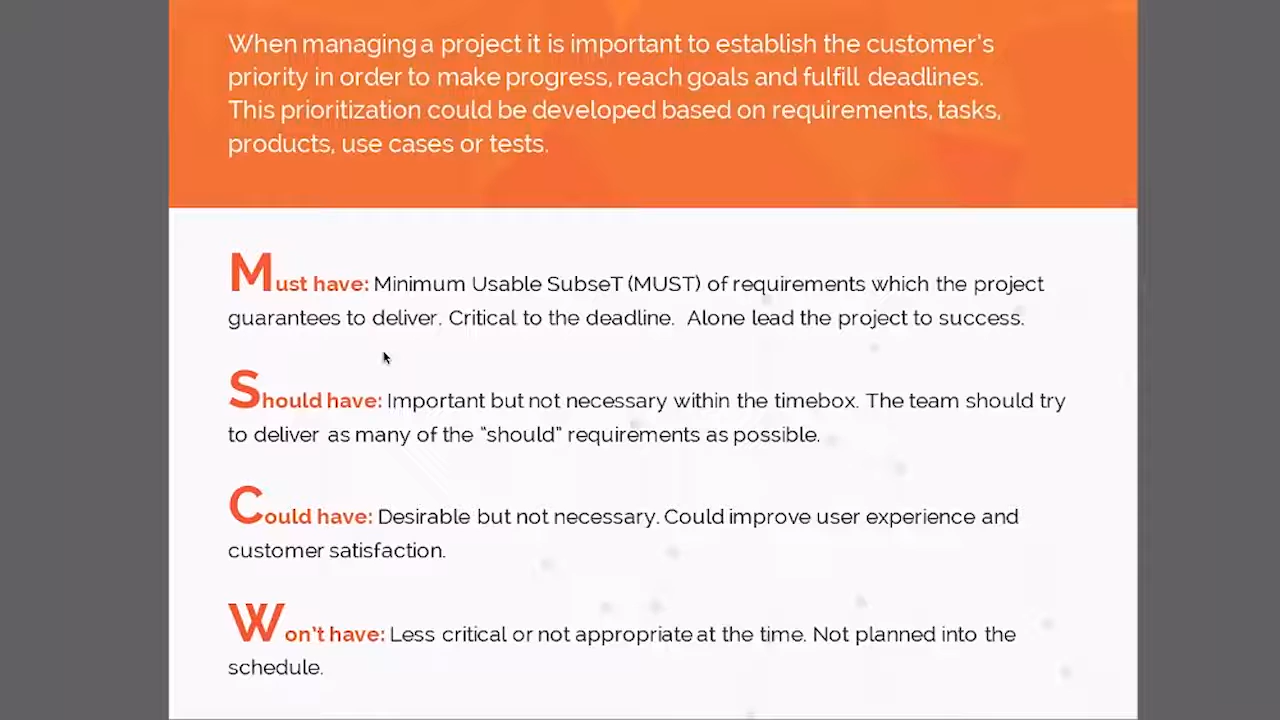 When managing a project it is important to establish the customer's
priority in order to make progress, reach goals and fulfill deadlines.
This prioritization could be developed based on requirements, tasks,
products, use cases or tests.
Must have: Minimum Usable SubseT (MUST) of requirements which the project
guarantees to deliver. Critical to the deadline. Alone lead the project to success.
Should have: Important but not necessary within the timebox. The team should try
to deliver as many of the “should” requirements as possible.
Could have: Desirable but not necessary. Could improve user experience and
customer satisfaction.
Won't have: Less critical or not appropriate at the time. Not planned into the
schedule.